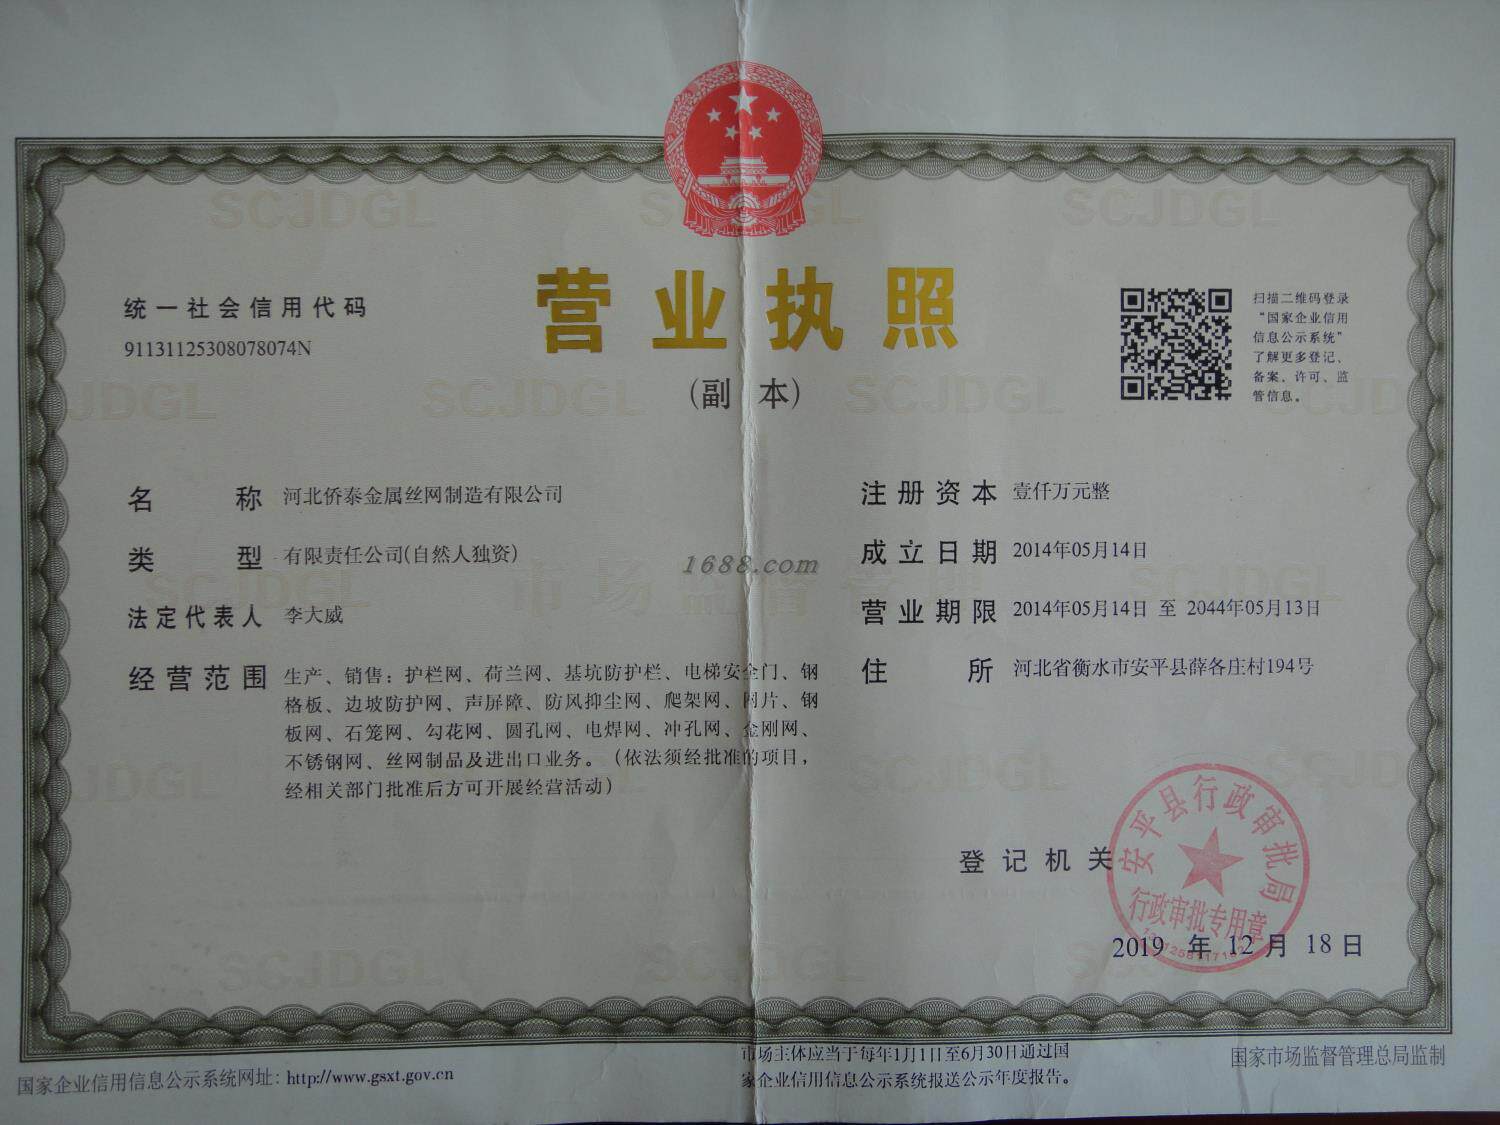 统一社会信用代码
91131125308078074N
营业执照
(副本)
扫描二维码登录
“国家企业信用
信息公示系统”
了解更多登记、
备案、许可、监
管信息。
名称 河北侨泰金属丝网制造有限公司
类型 有限责任公司(自然人独资)
法定代表人 李大威
经营范围 生产、销售：护栏网、荷兰网、基坑防护栏、电梯安全门、钢
格板、边坡防护网、声屏障、防风抑尘网、爬架网、网片、钢
板网、石笼网、勾花网、圆孔网、电焊网、冲孔网、金刚网、
不锈钢网、丝网制品及进出口业务。（依法须经批准的项目，
经相关部门批准后方可开展经营活动）
注册资本 壹仟万元整
成立日期 2014年05月14日
营业期限 2014年05月14日 至 2044年05月13日
住所 河北省衡水市安平县薛各庄村194号
1688.com
登记机关
安平县行政审批局
行政审批专用章
2019 年 12 月 18 日
国家企业信用信息公示系统网址: http://www.gsxt.gov.cn
市场主体应当于每年1月1日至6月30日通过国
家企业信用信息公示系统报送公示年度报告。
国家市场监督管理总局监制